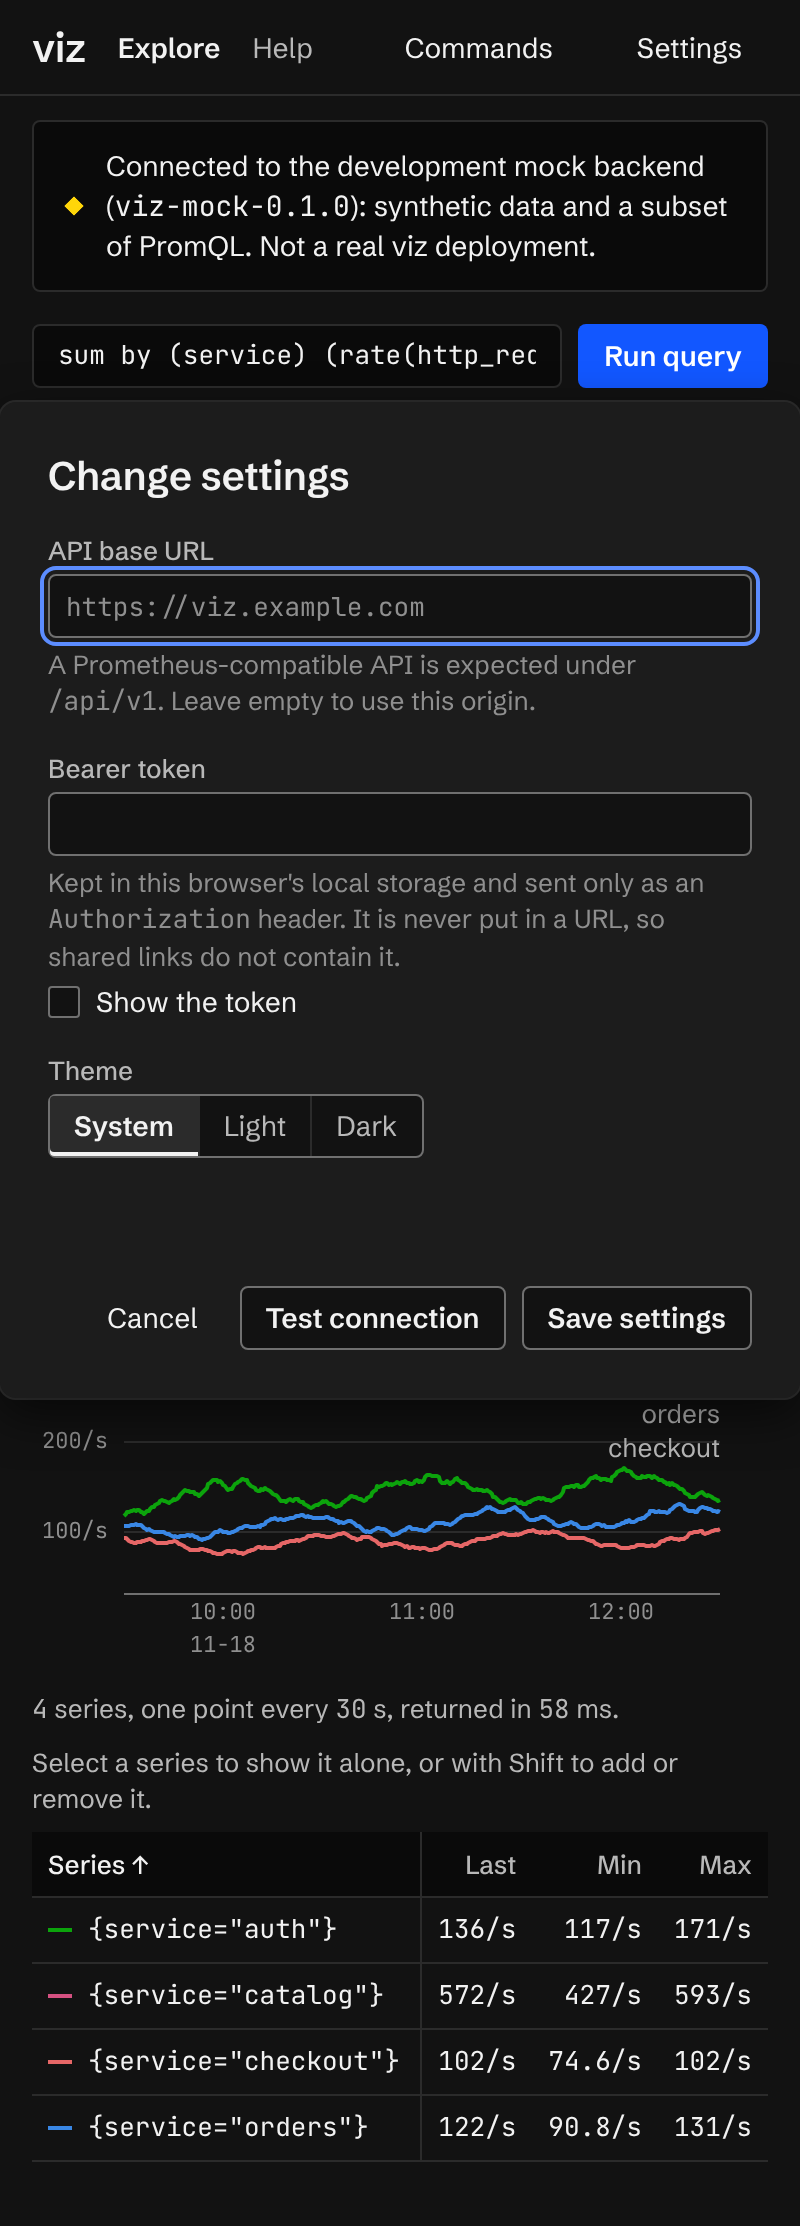 viz Explore Help Commands Settings
Connected to the development mock backend
(viz-mock-0.1.0): synthetic data and a subset
of PromQL. Not a real viz deployment.
sum by (service) (rate(http_req Run query
Change settings
API base URL
https://viz.example.com
A Prometheus-compatible API is expected under
/api/v1. Leave empty to use this origin.
Bearer token
Kept in this browser's local storage and sent only as an
Authorization header. It is never put in a URL, so
shared links do not contain it.
Show the token
Theme
System Light Dark
Cancel Test connection Save settings
orders
200/s
checkout
100/s
10:00 11:00 12:00
11-18
4 series, one point every 30 s, returned in 58 ms.
Select a series to show it alone, or with Shift to add or
remove it.
Series ↑ Last Min Max
{service="auth"} 136/s 117/s 171/s
{service="catalog"} 572/s 427/s 593/s
{service="checkout"} 102/s 74.6/s 102/s
{service="orders"} 122/s 90.8/s 131/s